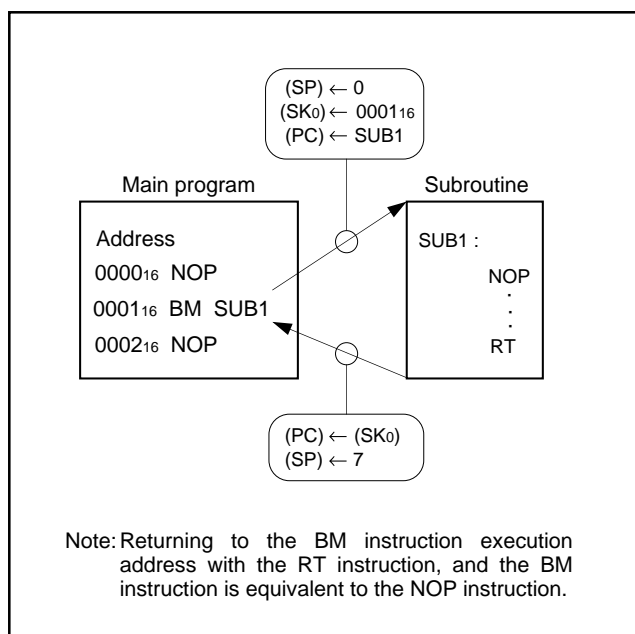 (SP) ← 0
(SK₀) ← 0001₁₆
(PC) ← SUB1
Main program
Subroutine
Address
0000₁₆ NOP
0001₁₆ BM SUB1
0002₁₆ NOP
SUB1 :
NOP
·
·
·
RT
(PC) ← (SK₀)
(SP) ← 7
Note: Returning to the BM instruction execution
address with the RT instruction, and the BM
instruction is equivalent to the NOP instruction.